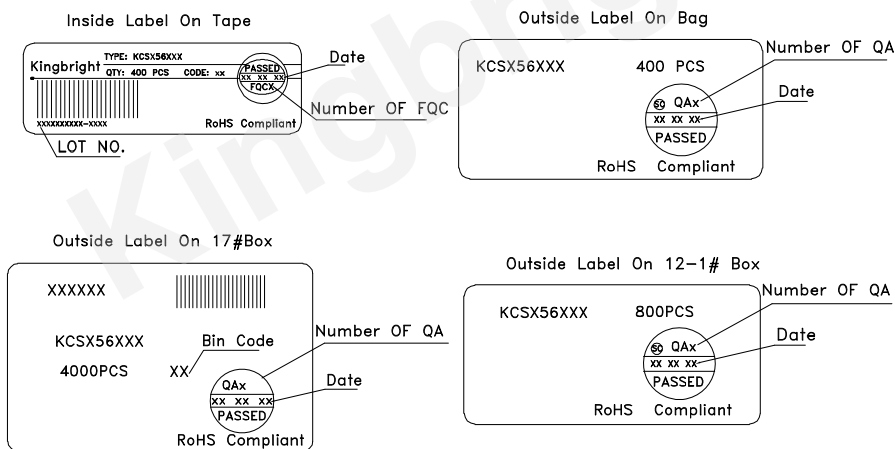 Inside Label On Tape
Kingbright
TYPE: KCSX56XXX
QTY: 400 PCS CODE: xx
PASSED
XX XX XX
FQCX
xxxxxxxxxx-xxxx
RoHS Compliant
Date
Number OF FQC
LOT NO.
Outside Label On Bag
KCSX56XXX 400 PCS
SC QAx
XX XX XX
PASSED
RoHS Compliant
Number OF QA
Date
Outside Label On 17#Box
XXXXXX
KCSX56XXX
4000PCS XX
Bin Code
QAx
XX XX XX
PASSED
RoHS Compliant
Number OF QA
Date
Outside Label On 12-1# Box
KCSX56XXX 800PCS
SC QAx
XX XX XX
PASSED
RoHS Compliant
Number OF QA
Date
Kingbright